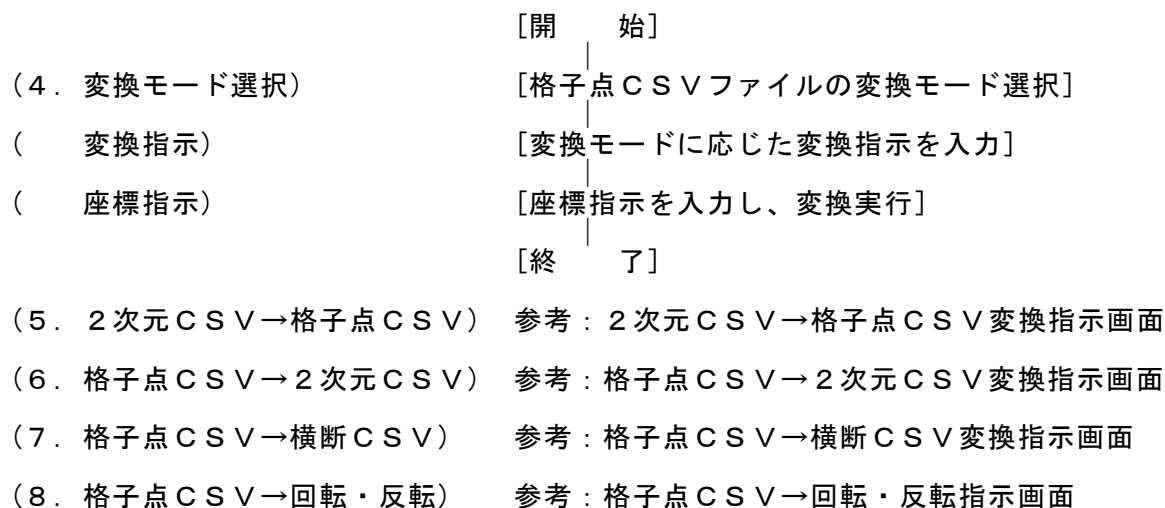 [開　　始]
(４．変換モード選択)　[格子点ＣＳＶファイルの変換モード選択]
(　　変換指示)　[変換モードに応じた変換指示を入力]
(　　座標指示)　[座標指示を入力し、変換実行]
[終　　了]
(５．２次元ＣＳＶ→格子点ＣＳＶ)　参考：２次元ＣＳＶ→格子点ＣＳＶ変換指示画面
(６．格子点ＣＳＶ→２次元ＣＳＶ)　参考：格子点ＣＳＶ→２次元ＣＳＶ変換指示画面
(７．格子点ＣＳＶ→横断ＣＳＶ)　参考：格子点ＣＳＶ→横断ＣＳＶ変換指示画面
(８．格子点ＣＳＶ→回転・反転)　参考：格子点ＣＳＶ→回転・反転指示画面